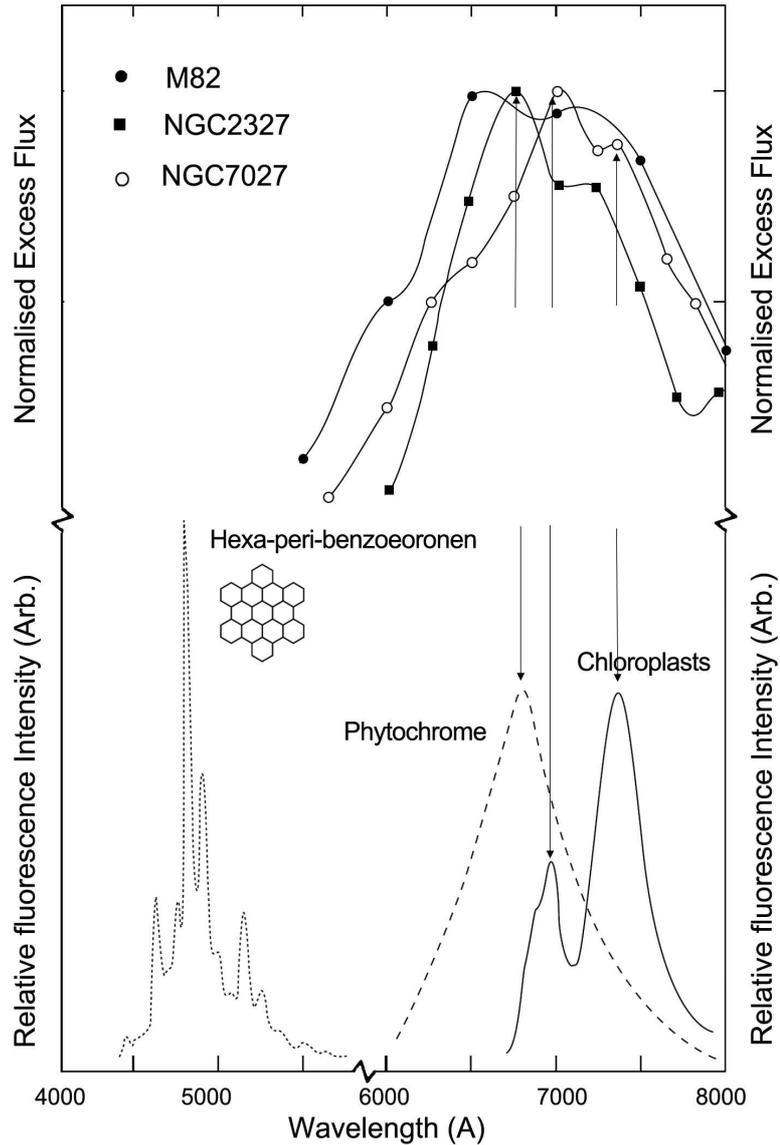 M82
NGC2327
NGC7027
Normalised Excess Flux
Normalised Excess Flux
Hexa-peri-benzoeoronen
Chloroplasts
Phytochrome
Relative fluorescence Intensity (Arb.)
Relative fluorescence Intensity (Arb.)
4000 5000 6000 7000 8000
Wavelength (A)